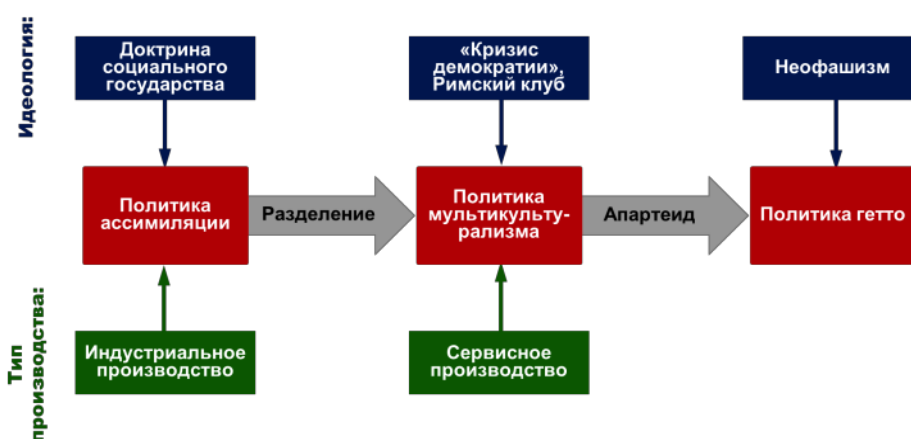 Идеология:
Доктрина
социального
государства
«Кризис
демократии»,
Римский клуб
Неофашизм
Политика
ассимиляции
Разделение
Политика
мультикульту-
рализма
Апартеид
Политика гетто
Тип
производства:
Индустриальное
производство
Сервисное
производство